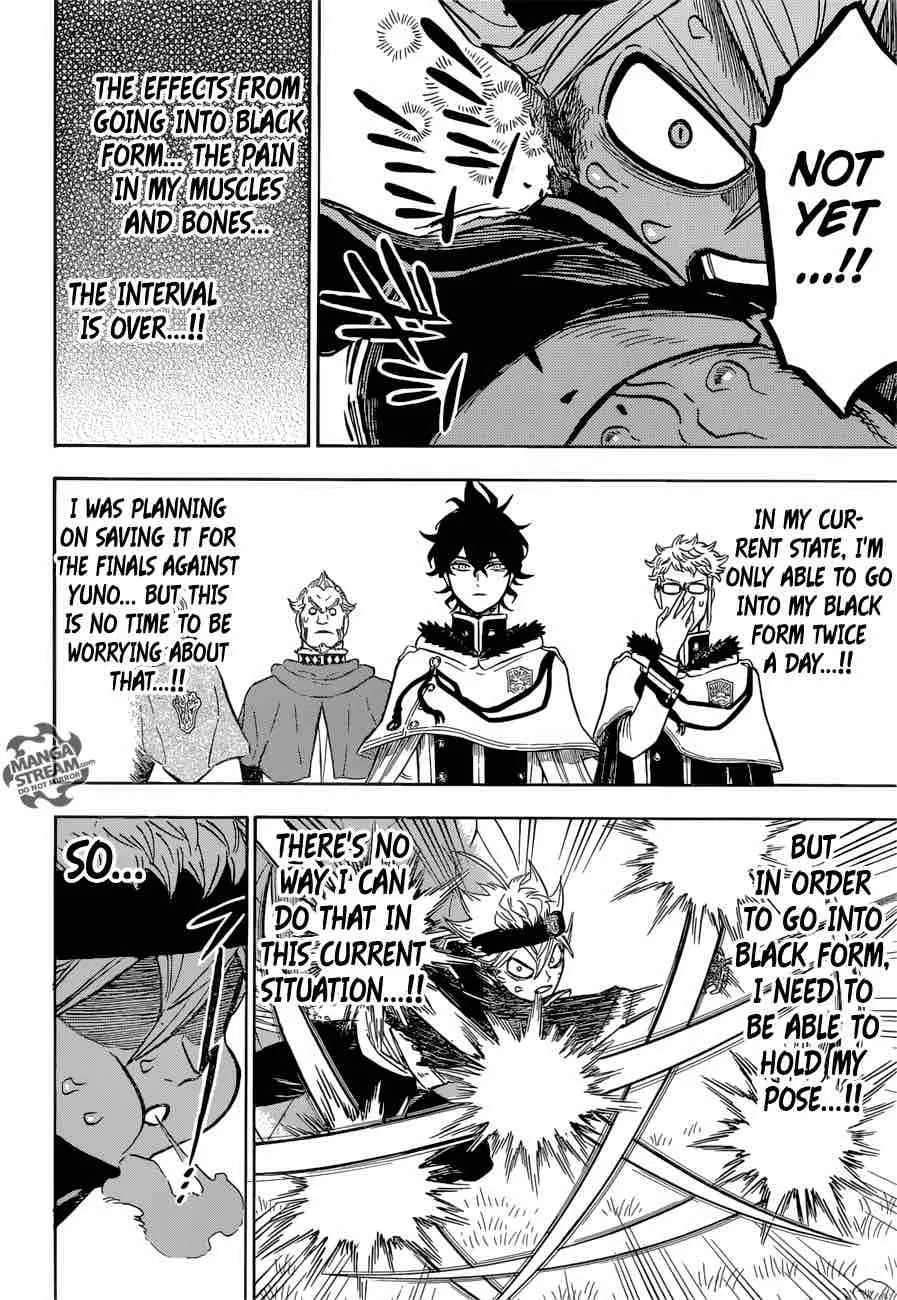 NOT
YET
...!!
THE EFFECTS FROM
GOING INTO BLACK
FORM... THE PAIN
IN MY MUSCLES
AND BONES...
THE INTERVAL
IS OVER...!!
IN MY CUR-
RENT STATE, I'M
ONLY ABLE TO GO
INTO MY BLACK
FORM TWICE
A DAY...!!
I WAS PLANNING
ON SAVING IT FOR
THE FINALS AGAINST
YUNO... BUT THIS
IS NO TIME TO BE
WORRYING ABOUT
THAT...!!
MANGA
STREAM.com
DO NOT MIRROR
BUT
IN ORDER
TO GO INTO
BLACK FORM,
I NEED TO
BE ABLE TO
HOLD MY
POSE...!!
THERE'S NO
WAY I CAN
DO THAT IN
THIS CURRENT
SITUATION...!!
SO...